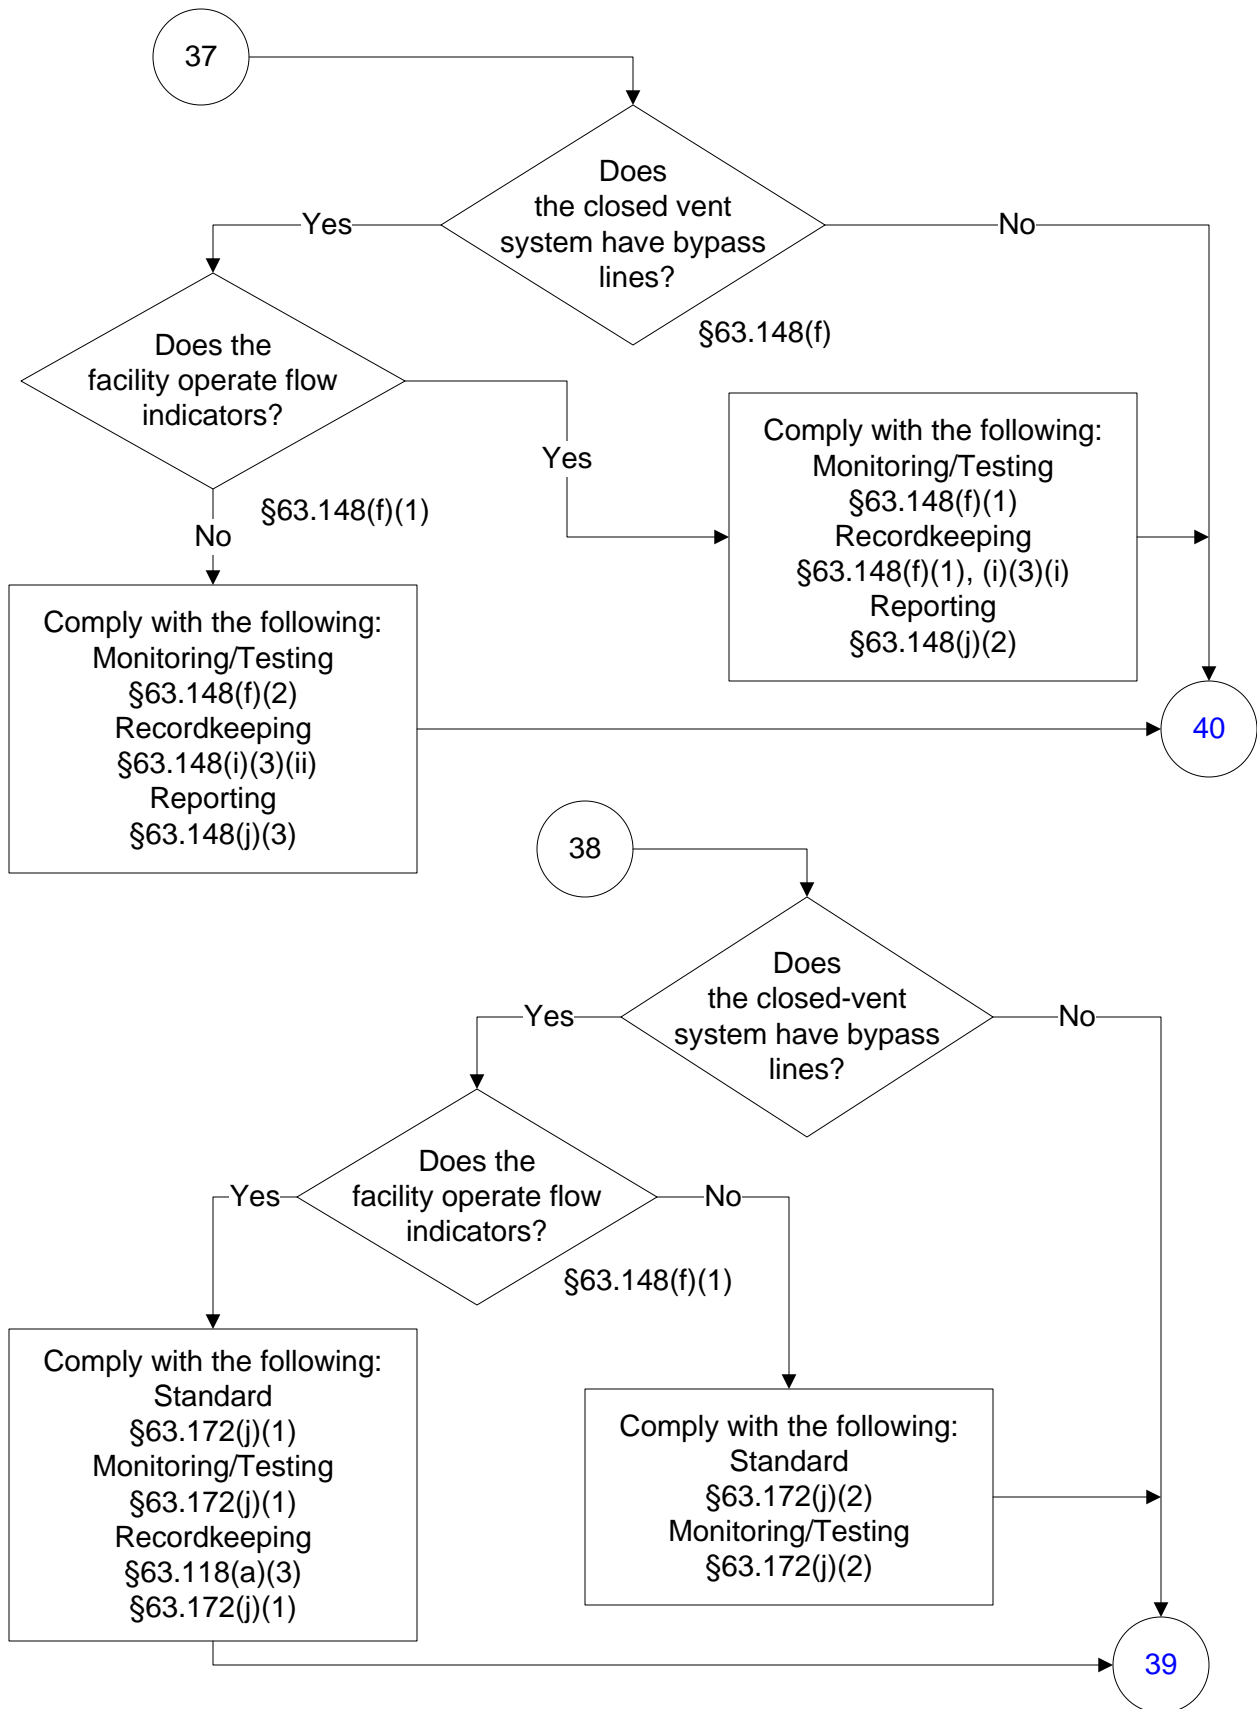 37
Does
the closed vent
system have bypass
lines?
Yes
No
§63.148(f)
Does the
facility operate flow
indicators?
Yes
§63.148(f)(1)
No
Comply with the following:
Monitoring/Testing
§63.148(f)(1)
Recordkeeping
§63.148(f)(1), (i)(3)(i)
Reporting
§63.148(j)(2)
Comply with the following:
Monitoring/Testing
§63.148(f)(2)
Recordkeeping
§63.148(i)(3)(ii)
Reporting
§63.148(j)(3)
40
38
Does
the closed-vent
system have bypass
lines?
Yes
No
Does the
facility operate flow
indicators?
Yes
No
§63.148(f)(1)
Comply with the following:
Standard
§63.172(j)(1)
Monitoring/Testing
§63.172(j)(1)
Recordkeeping
§63.118(a)(3)
§63.172(j)(1)
Comply with the following:
Standard
§63.172(j)(2)
Monitoring/Testing
§63.172(j)(2)
39